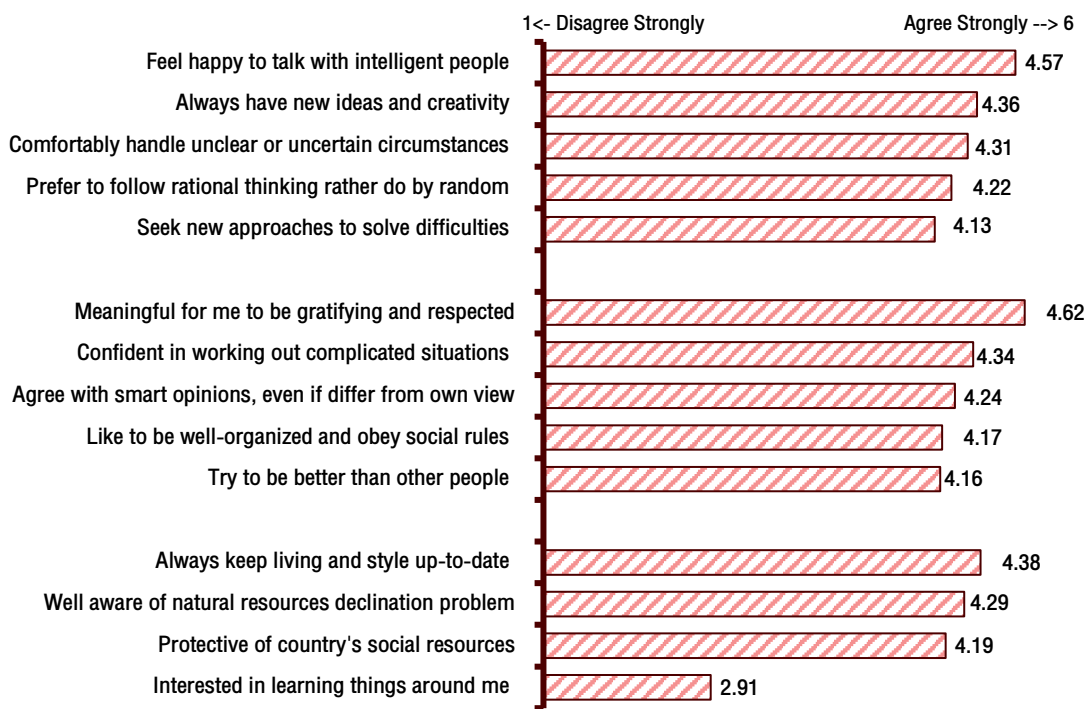 1<- Disagree Strongly Agree Strongly --> 6
Feel happy to talk with intelligent people 4.57
Always have new ideas and creativity 4.36
Comfortably handle unclear or uncertain circumstances 4.31
Prefer to follow rational thinking rather do by random 4.22
Seek new approaches to solve difficulties 4.13
Meaningful for me to be gratifying and respected 4.62
Confident in working out complicated situations 4.34
Agree with smart opinions, even if differ from own view 4.24
Like to be well-organized and obey social rules 4.17
Try to be better than other people 4.16
Always keep living and style up-to-date 4.38
Well aware of natural resources declination problem 4.29
Protective of country's social resources 4.19
Interested in learning things around me 2.91